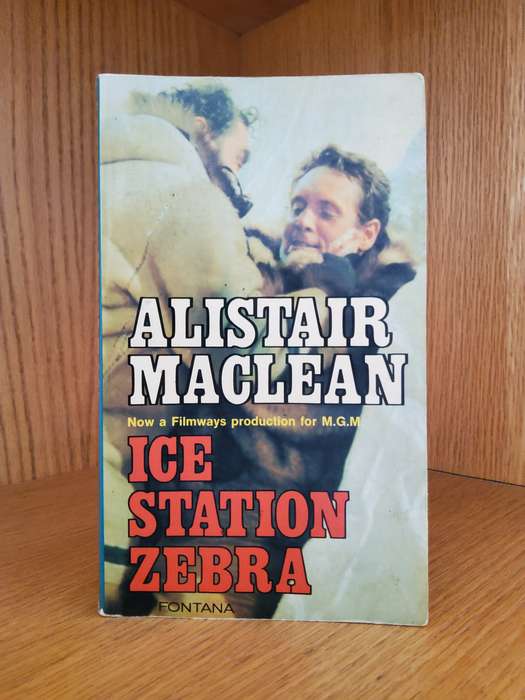 ALISTAIR
MACLEAN
Now a Filmways production for M.G.M
ICE
STATION
ZEBRA
FONTANA